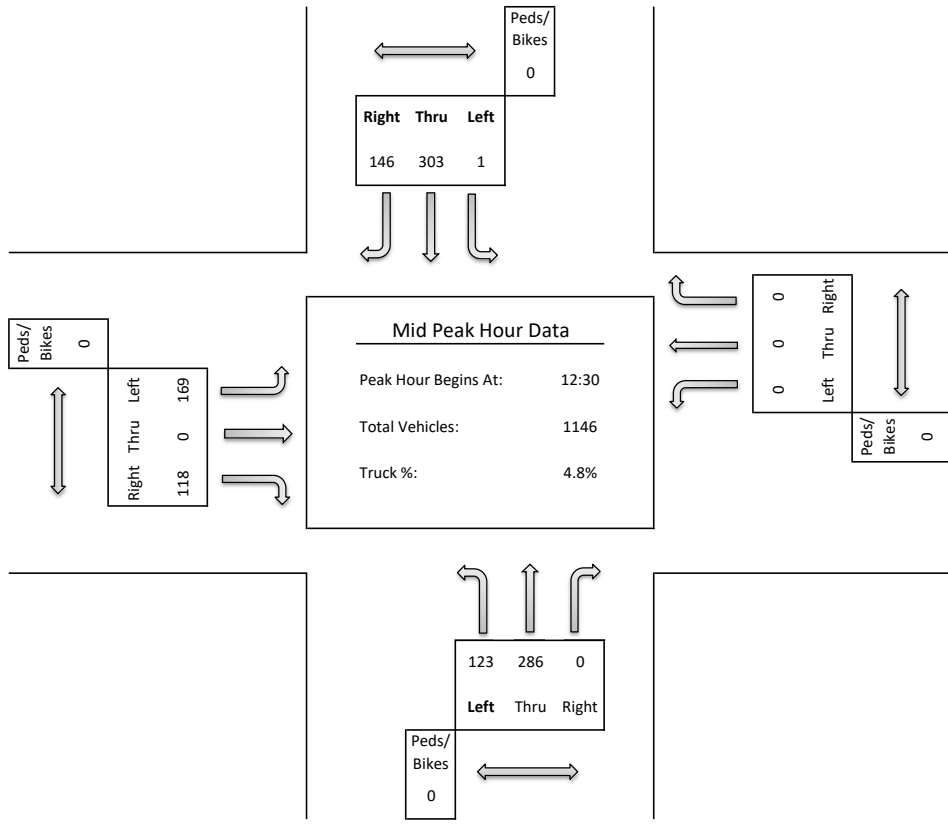 Peds/
Bikes
0
Right Thru Left
146 303 1
Peds/
Bikes
0
Left 169
Thru 0
Right 118
Mid Peak Hour Data
Peak Hour Begins At: 12:30
Total Vehicles: 1146
Truck %: 4.8%
0 Right
0 Thru
0 Left
Peds/
Bikes
0
123 286 0
Left Thru Right
Peds/
Bikes
0